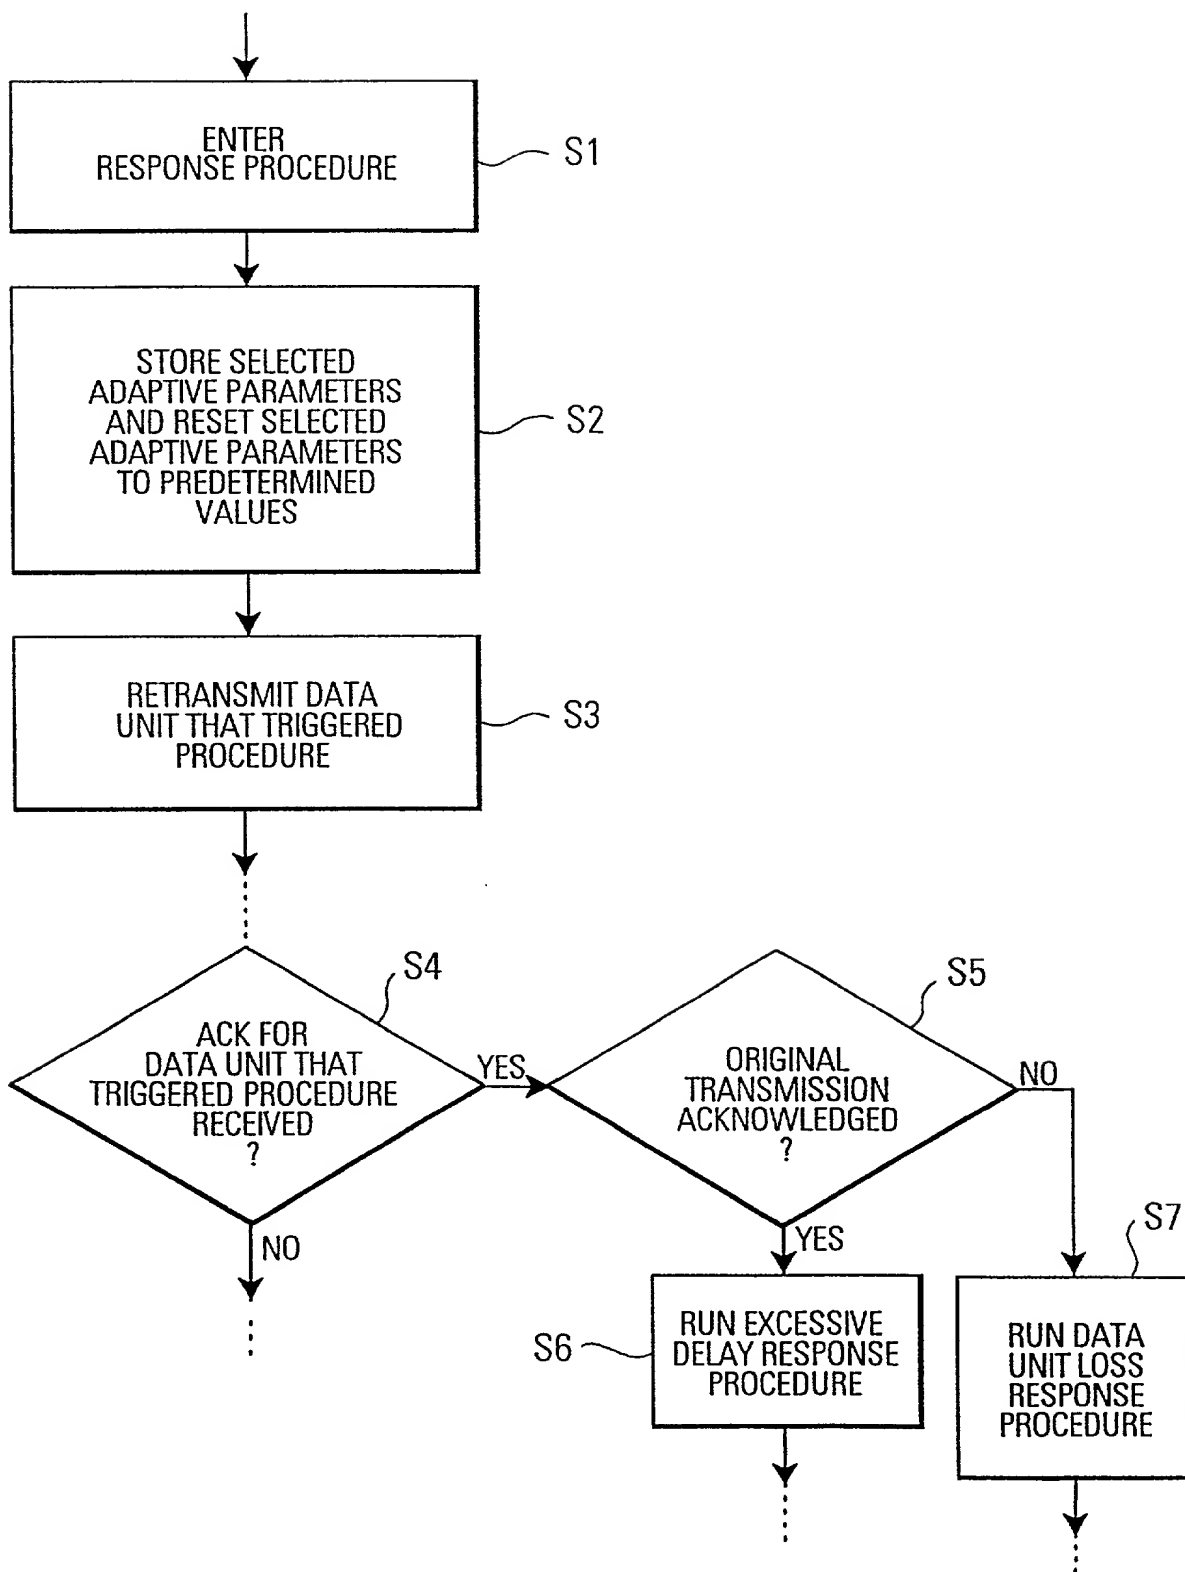 ENTER
RESPONSE PROCEDURE
S1
STORE SELECTED
ADAPTIVE PARAMETERS
AND RESET SELECTED
ADAPTIVE PARAMETERS
TO PREDETERMINED
VALUES
S2
RETRANSMIT DATA
UNIT THAT TRIGGERED
PROCEDURE
S3
S4
ACK FOR
DATA UNIT THAT
TRIGGERED PROCEDURE
RECEIVED
?
YES
NO
S5
ORIGINAL
TRANSMISSION
ACKNOWLEDGED
?
NO
YES
S6
RUN EXCESSIVE
DELAY RESPONSE
PROCEDURE
S7
RUN DATA
UNIT LOSS
RESPONSE
PROCEDURE